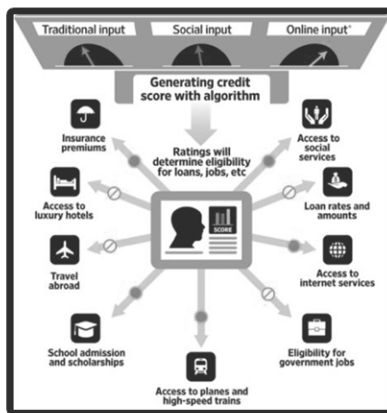 Traditional input
Social input
Online input*
Generating credit
score with algorithm
Ratings will
determine eligibility
for loans, jobs, etc
Insurance
premiums
Access to
social services
Access to
luxury hotels
Loan rates and
amounts
SCORE
Travel
abroad
Access to
internet services
School admission
and scholarships
Eligibility for
government jobs
Access to planes and
high-speed trains